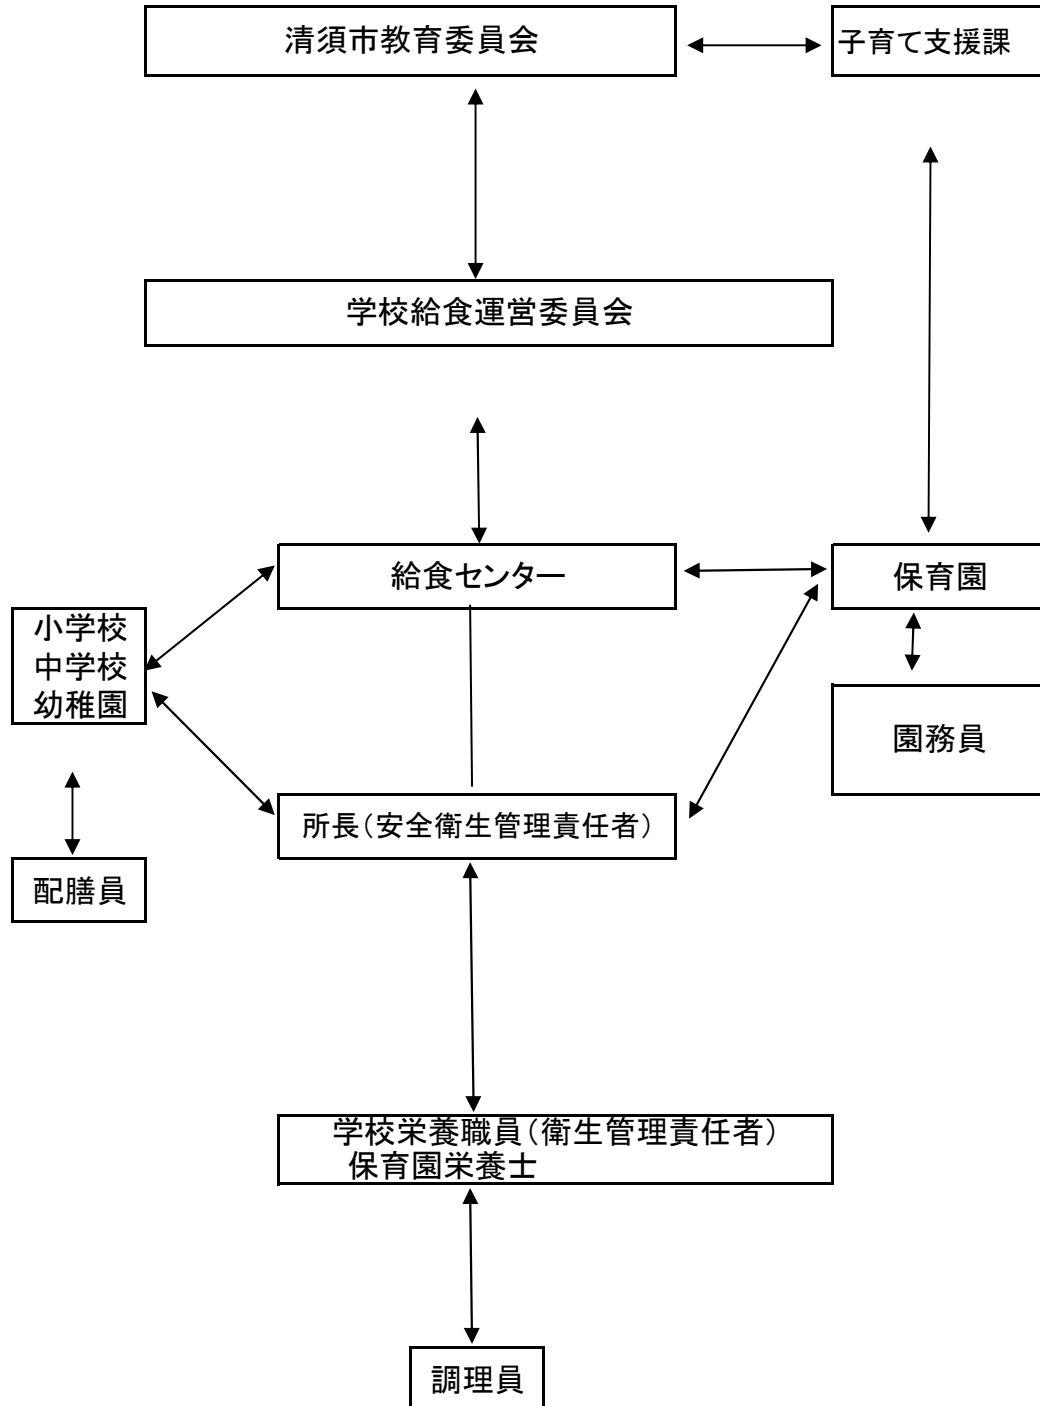 清須市教育委員会
子育て支援課
学校給食運営委員会
給食センター
保育園
小学校
中学校
幼稚園
園務員
所長（安全衛生管理責任者）
配膳員
学校栄養職員（衛生管理責任者）
保育園栄養士
調理員